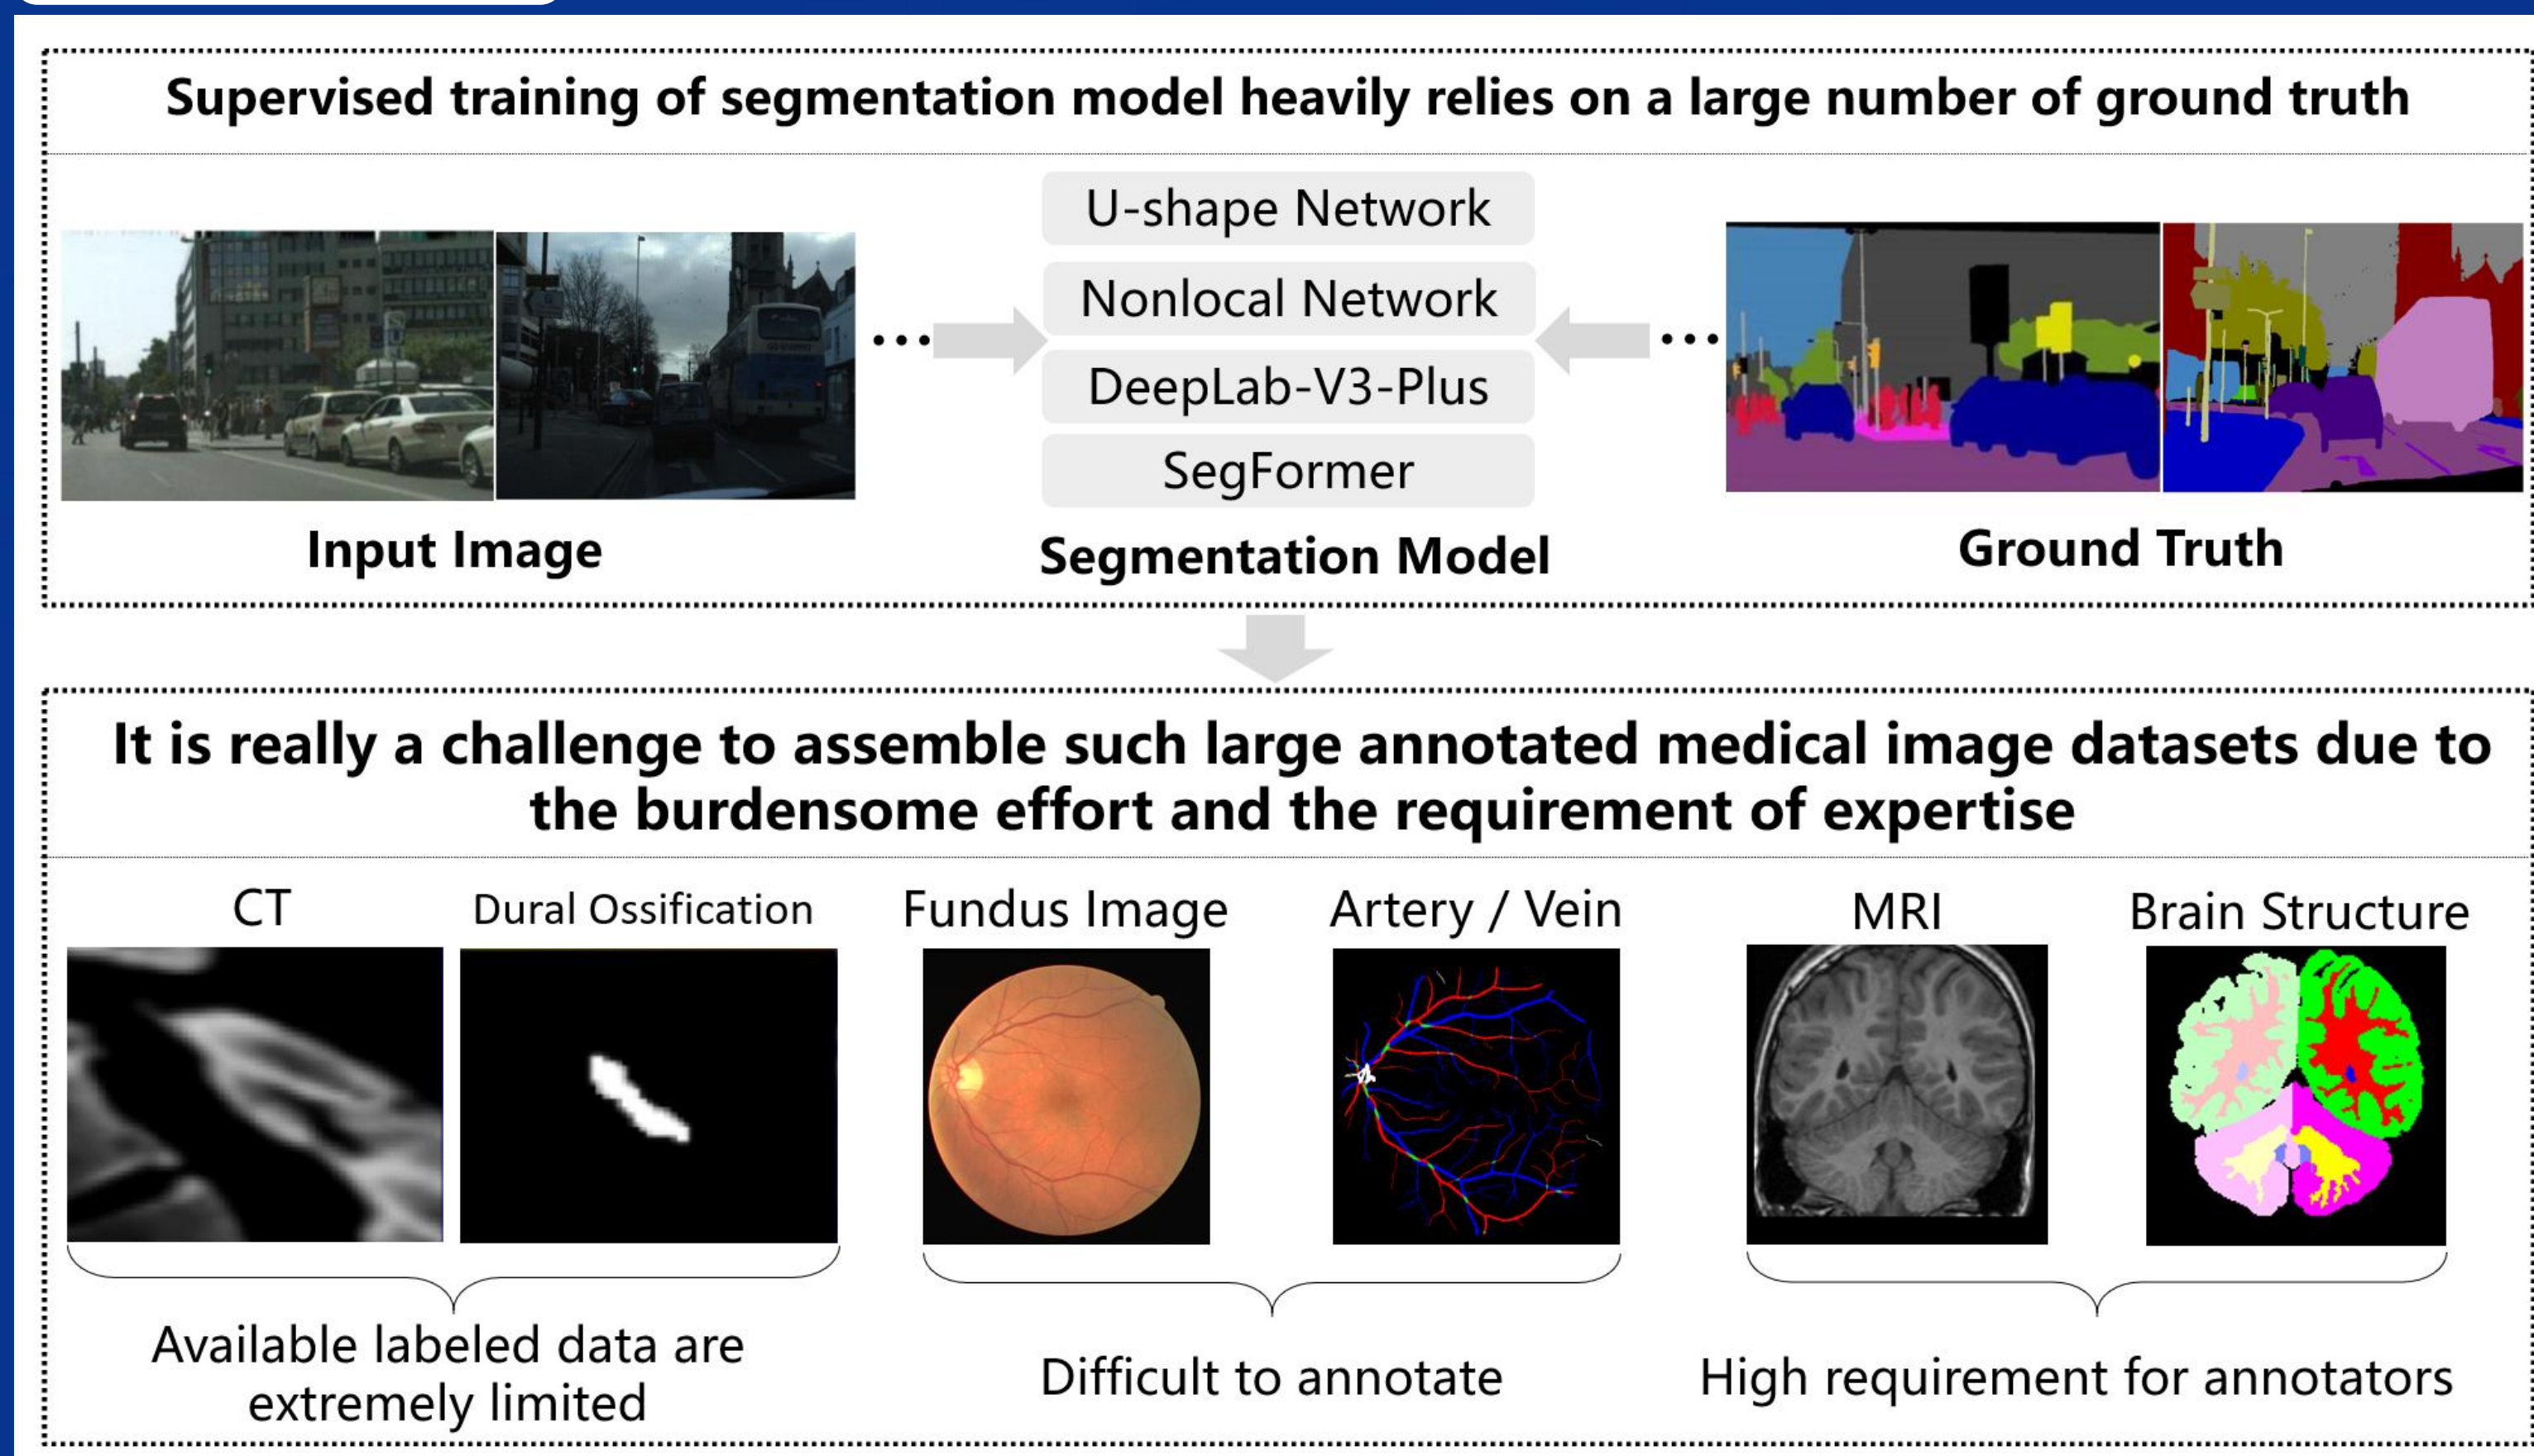 Supervised training of segmentation model heavily relies on a large number of ground truth
U-shape Network
Nonlocal Network
DeepLab-V3-Plus
SegFormer
Input Image
Segmentation Model
Ground Truth
It is really a challenge to assemble such large annotated medical image datasets due to
the burdensome effort and the requirement of expertise
CT
Dural Ossification
Fundus Image
Artery / Vein
MRI
Brain Structure
Available labeled data are
extremely limited
Difficult to annotate
High requirement for annotators